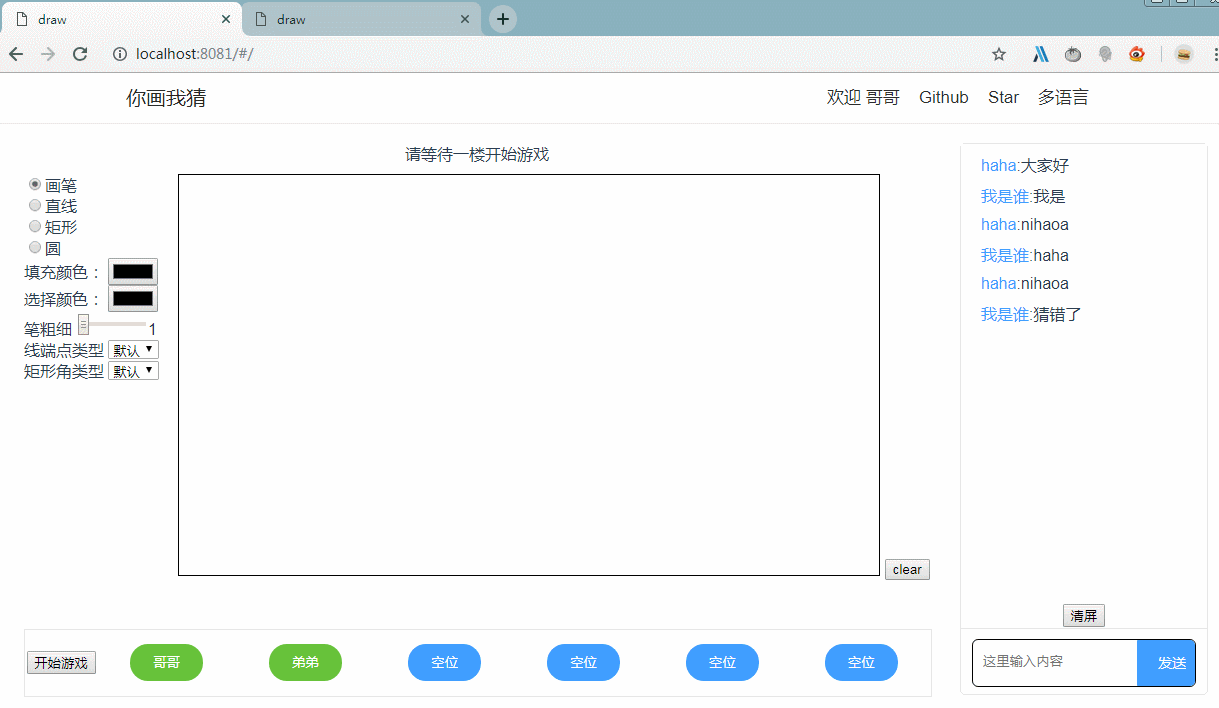 draw
draw
localhost:8081/#/
你画我猜
欢迎 哥哥 Github Star 多语言
请等待一楼开始游戏
画笔
直线
矩形
圆
填充颜色：
选择颜色：
笔粗细 1
线端点类型 默认
矩形角类型 默认
clear
haha:大家好
我是谁:我是
haha:nihaoa
我是谁:haha
haha:nihaoa
我是谁:猜错了
清屏
这里输入内容 发送
开始游戏 哥哥 弟弟 空位 空位 空位 空位